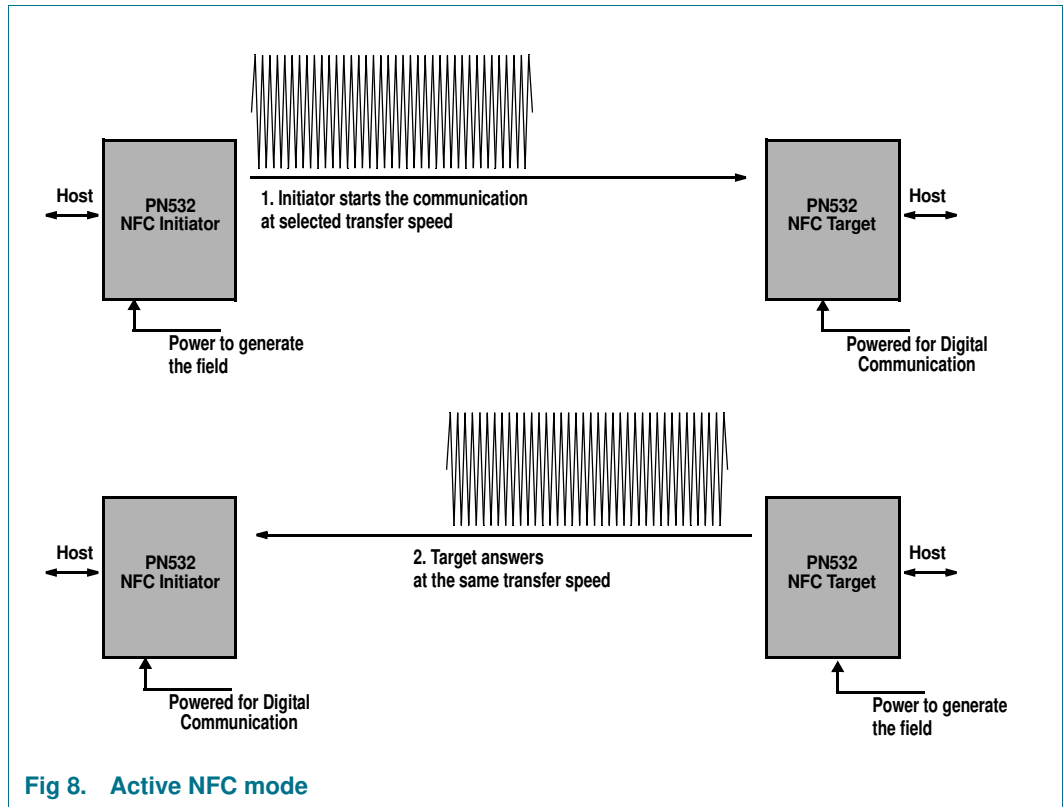 Host
PN532
NFC Initiator
1. Initiator starts the communication
at selected transfer speed
PN532
NFC Target
Host
Power to generate
the field
Powered for Digital
Communication
Host
PN532
NFC Initiator
2. Target answers
at the same transfer speed
PN532
NFC Target
Host
Powered for Digital
Communication
Power to generate
the field
Fig 8. Active NFC mode